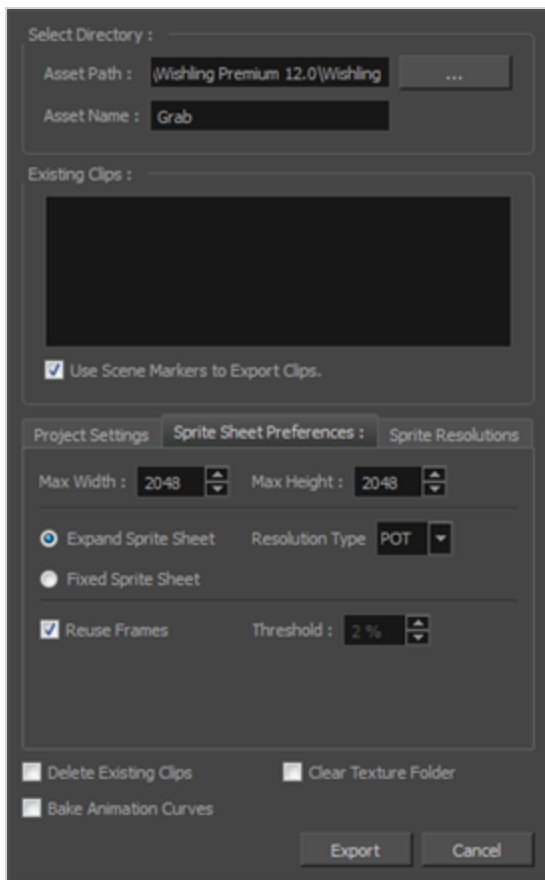 Select Directory :
Asset Path : \Wishling Premium 12.0\Wishling ...
Asset Name : Grab
Existing Clips :
Use Scene Markers to Export Clips.
Project Settings Sprite Sheet Preferences : Sprite Resolutions
Max Width : 2048 Max Height : 2048
Expand Sprite Sheet Resolution Type POT
Fixed Sprite Sheet
Reuse Frames Threshold : 2 %
Delete Existing Clips Clear Texture Folder
Bake Animation Curves
Export Cancel